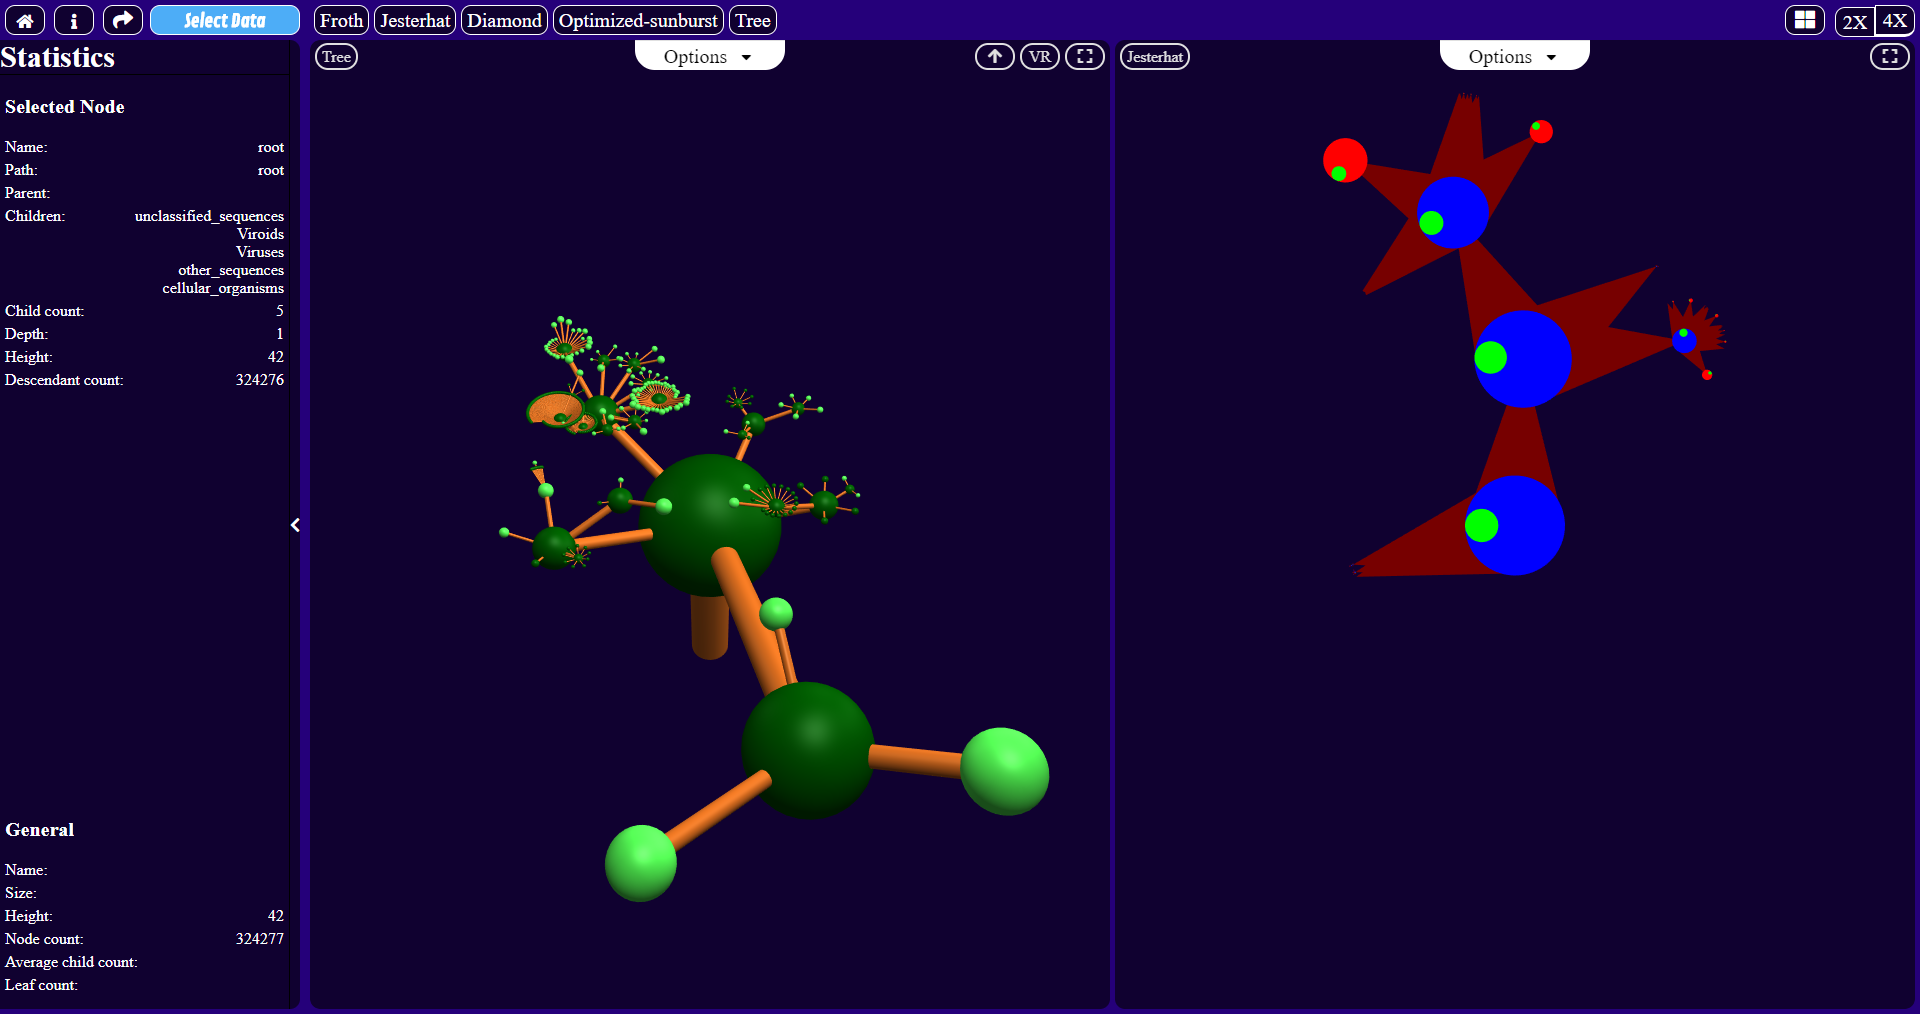 Select Data
Froth
Jesterhat
Diamond
Optimized-sunburst
Tree
2X
4X
Statistics
Selected Node
Name: root
Path: root
Parent:
Children: unclassified_sequences
Viroids
Viruses
other_sequences
cellular_organisms
Child count: 5
Depth: 1
Height: 42
Descendant count: 324276
General
Name:
Size:
Height: 42
Node count: 324277
Average child count:
Leaf count:
Tree
Options
VR
Jesterhat
Options